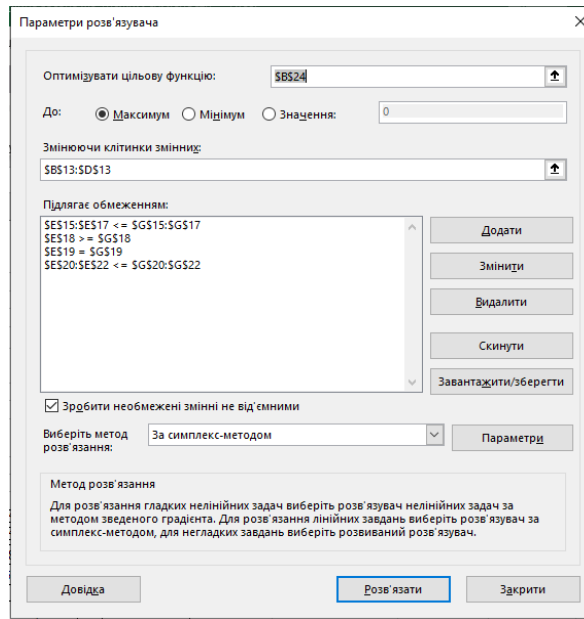 Параметри розв'язувача
Оптимізувати цільову функцію:
$B$24
До:
Максимум
Мінімум
Значення:
0
Змінюючи клітинки змінних:
$B$13:$D$13
Підлягає обмеженням:
$E$15:$E$17 <= $G$15:$G$17
$E$18 >= $G$18
$E$19 = $G$19
$E$20:$E$22 <= $G$20:$G$22
Додати
Змінити
Видалити
Скинути
Завантажити/зберегти
Зробити необмежені змінні не від'ємними
Виберіть метод
розв'язання:
За симплекс-методом
Параметри
Метод розв'язання
Для розв'язання гладких нелінійних задач виберіть розв'язувач нелінійних задач за
методом зведеного градієнта. Для розв'язання лінійних завдань виберіть розв'язувач за
симплекс-методом, для негладких завдань виберіть розвиваний розв'язувач.
Довідка
Розв'язати
Закрити